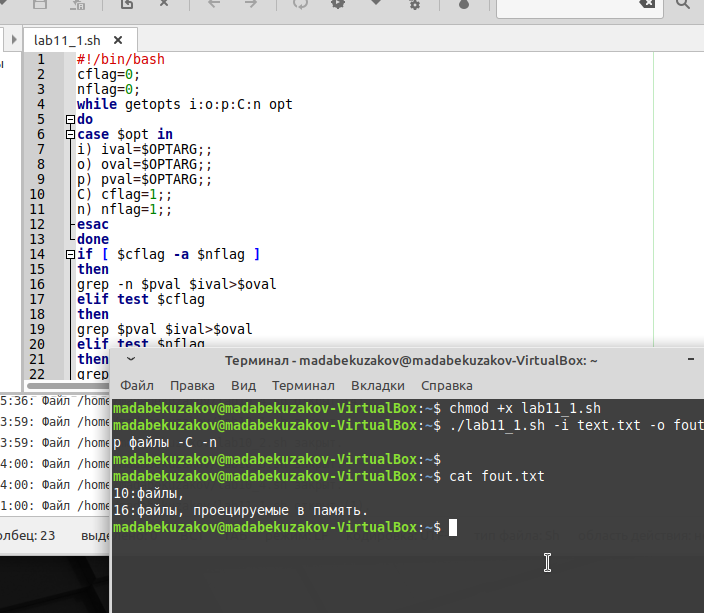 lab11_1.sh
1 #!/bin/bash
2 cflag=0;
3 nflag=0;
4 while getopts i:o:p:C:n opt
5 do
6 case $opt in
7 i) ival=$OPTARG;;
8 o) oval=$OPTARG;;
9 p) pval=$OPTARG;;
10 C) cflag=1;;
11 n) nflag=1;;
12 esac
13 done
14 if [ $cflag -a $nflag ]
15 then
16 grep -n $pval $ival>$oval
17 elif test $cflag
18 then
19 grep $pval $ival>$oval
20 elif test $nflag
21 then
22 grep
Терминал - madabekuzakov@madabekuzakov-VirtualBox: ~
Файл Правка Вид Терминал Вкладки Справка
madabekuzakov@madabekuzakov-VirtualBox:~$ chmod +x lab11_1.sh
madabekuzakov@madabekuzakov-VirtualBox:~$ ./lab11_1.sh -i text.txt -o fout
p файлы -C -n
madabekuzakov@madabekuzakov-VirtualBox:~$
madabekuzakov@madabekuzakov-VirtualBox:~$ cat fout.txt
10:файлы,
16:файлы, проецируемые в память.
madabekuzakov@madabekuzakov-VirtualBox:~$
5:36: Файл /home
3:59: Файл /home
3:59: Файл /home
4:00: Файл /home
4:00: Файл /home
1:00: Файл /home
олбец: 23 выде